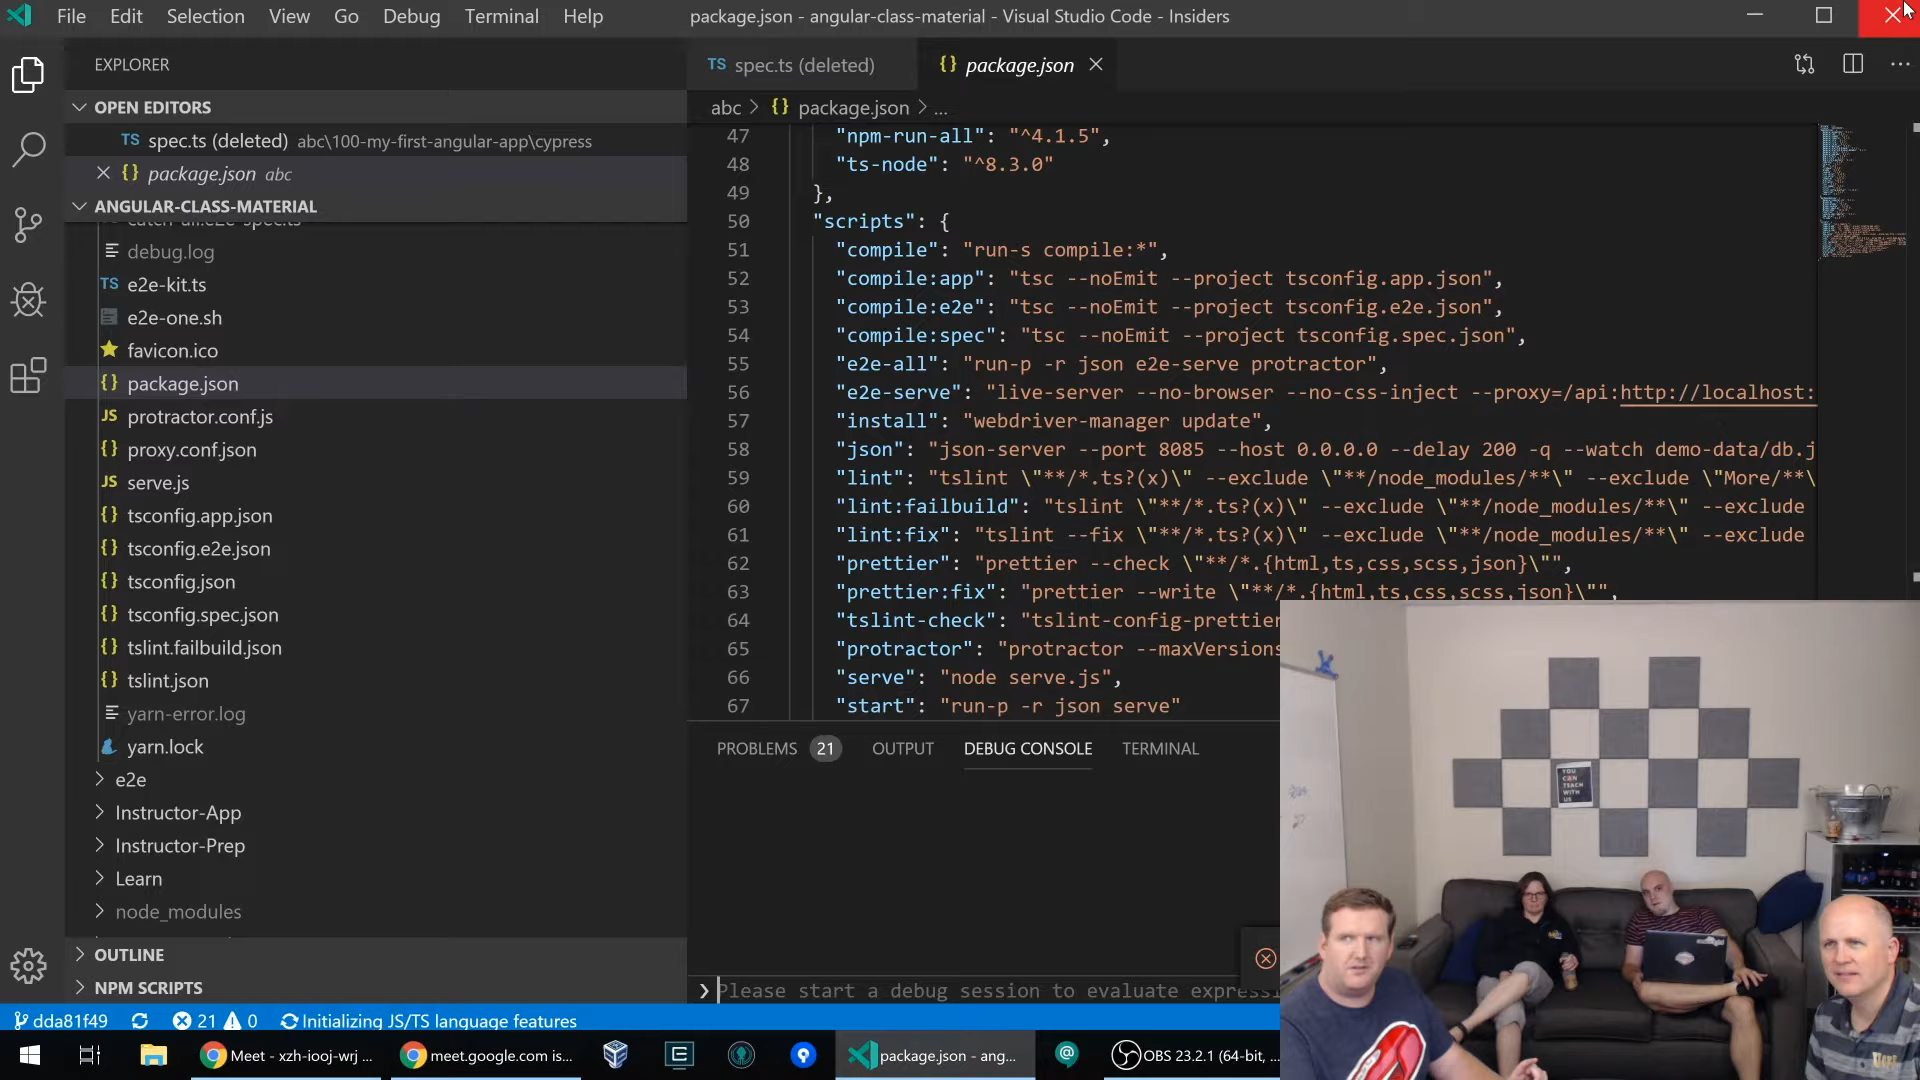 File Edit Selection View Go Debug Terminal Help
package.json - angular-class-material - Visual Studio Code - Insiders
EXPLORER
OPEN EDITORS
TS spec.ts (deleted) abc\100-my-first-angular-app\cypress
{} package.json abc
ANGULAR-CLASS-MATERIAL
catch-all.e2e-spec.ts
debug.log
TS e2e-kit.ts
e2e-one.sh
favicon.ico
{} package.json
JS protractor.conf.js
{} proxy.conf.json
JS serve.js
{} tsconfig.app.json
{} tsconfig.e2e.json
{} tsconfig.json
{} tsconfig.spec.json
{} tslint.failbuild.json
{} tslint.json
yarn-error.log
yarn.lock
e2e
Instructor-App
Instructor-Prep
Learn
node_modules
OUTLINE
NPM SCRIPTS
TS spec.ts (deleted)
{} package.json
abc > {} package.json > ...
47 "npm-run-all": "^4.1.5",
48 "ts-node": "^8.3.0"
49 },
50 "scripts": {
51 "compile": "run-s compile:*",
52 "compile:app": "tsc --noEmit --project tsconfig.app.json",
53 "compile:e2e": "tsc --noEmit --project tsconfig.e2e.json",
54 "compile:spec": "tsc --noEmit --project tsconfig.spec.json",
55 "e2e-all": "run-p -r json e2e-serve protractor",
56 "e2e-serve": "live-server --no-browser --no-css-inject --proxy=/api:http://localhost:
57 "install": "webdriver-manager update",
58 "json": "json-server --port 8085 --host 0.0.0.0 --delay 200 -q --watch demo-data/db.j
59 "lint": "tslint \"**/*.ts?(x)\" --exclude \"**/node_modules/**\" --exclude \"More/**\
60 "lint:failbuild": "tslint \"**/*.ts?(x)\" --exclude \"**/node_modules/**\" --exclude
61 "lint:fix": "tslint --fix \"**/*.ts?(x)\" --exclude \"**/node_modules/**\" --exclude
62 "prettier": "prettier --check \"**/*.{html,ts,css,scss,json}\"",
63 "prettier:fix": "prettier --write \"**/*.{html,ts,css,scss,json}\"",
64 "tslint-check": "tslint-config-prettier
65 "protractor": "protractor --maxVersions
66 "serve": "node serve.js",
67 "start": "run-p -r json serve"
PROBLEMS 21 OUTPUT DEBUG CONSOLE TERMINAL
Please start a debug session to evaluate expressi
YOU
CAN
TEACH
WITH
US
dda81f49 21 0 Initializing JS/TS language features
Meet - xzh-iooj-wrj ...
meet.google.com is...
package.json - ang...
OBS 23.2.1 (64-bit, ...